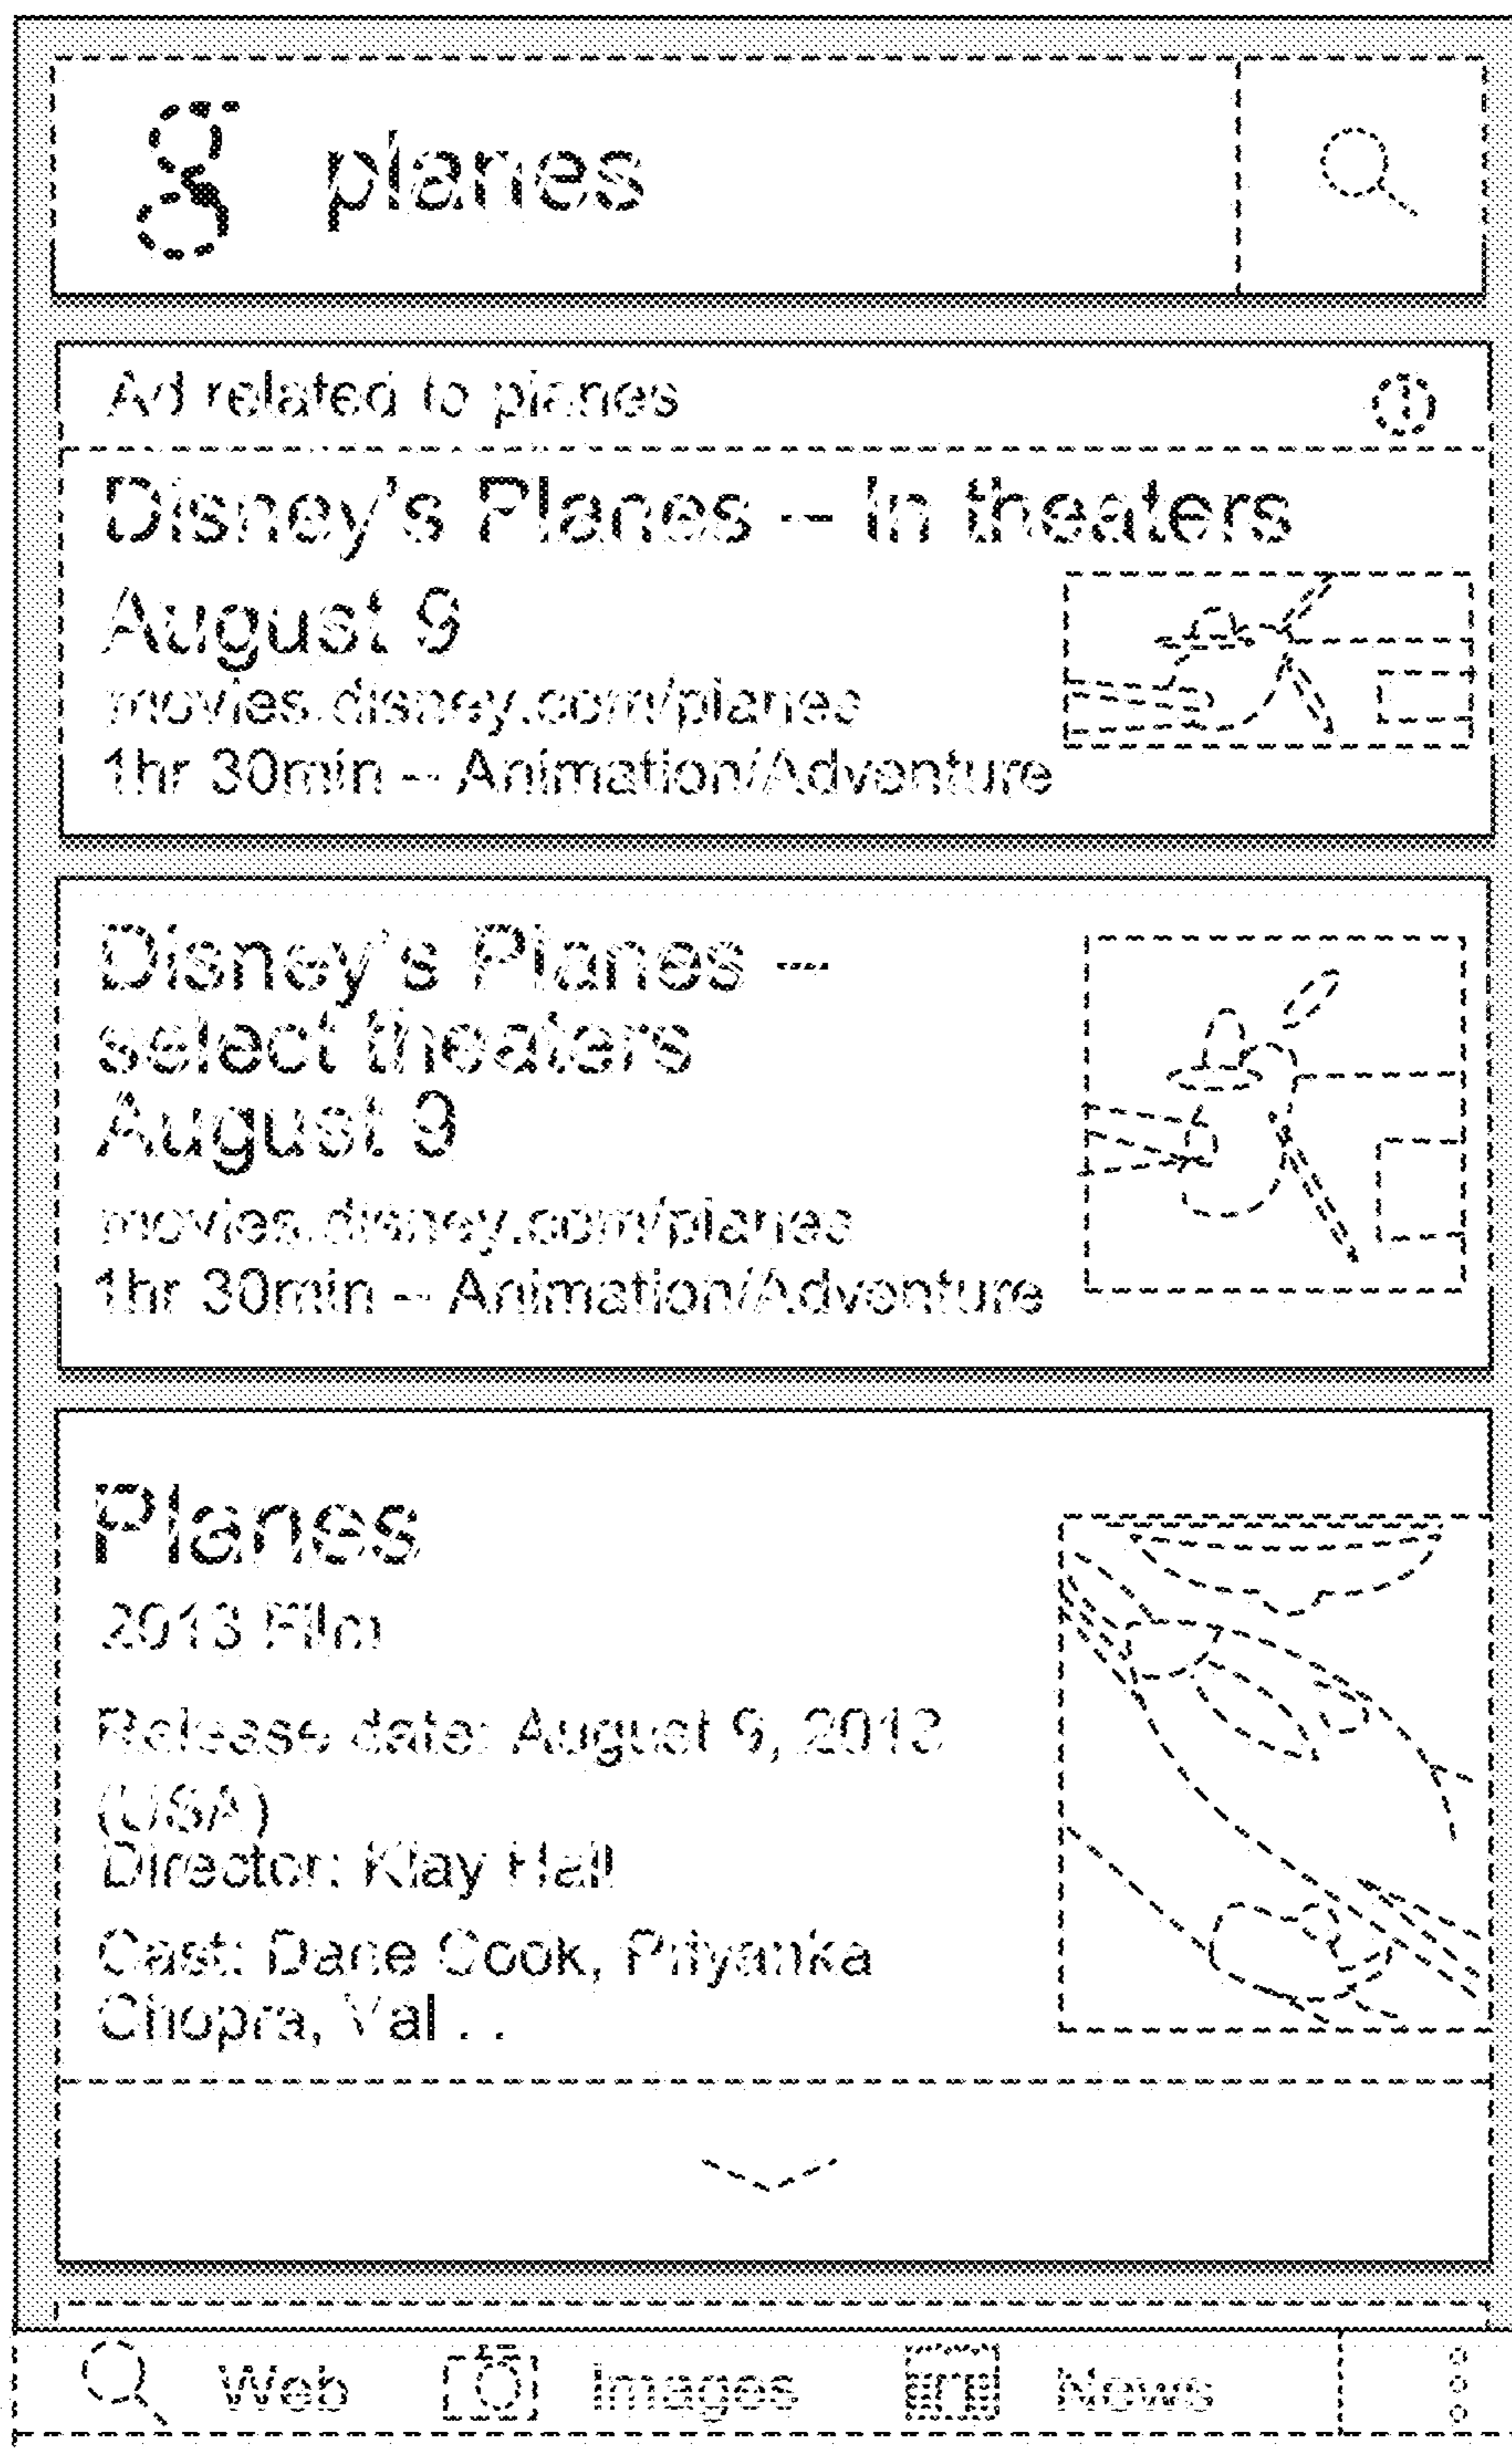 g planes
Ad related to planes
Disney's Planes -- In theaters
August 9
movies.disney.com/planes
1hr 30min -- Animation/Adventure
Disney's Planes --
select theaters
August 9
movies.disney.com/planes
1hr 30min -- Animation/Adventure
Planes
2013 Film
Release date: August 9, 2013
(USA)
Director: Klay Hall
Cast: Dane Cook, Priyanka
Chopra, Val . .
Web Images News